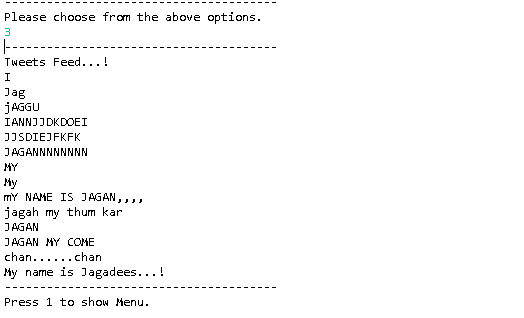 --------------------------------------
Please choose from the above options.
3
--------------------------------------
Tweets Feed...!
I
Jag
jAGGU
IANNJJDKDOEI
JJSDIEJFKFK
JAGANNNNNNNN
MY
My
mY NAME IS JAGAN,,,,
jagah my thum kar
JAGAN
JAGAN MY COME
chan......chan
My name is Jagadees...!
--------------------------------------
Press 1 to show Menu.